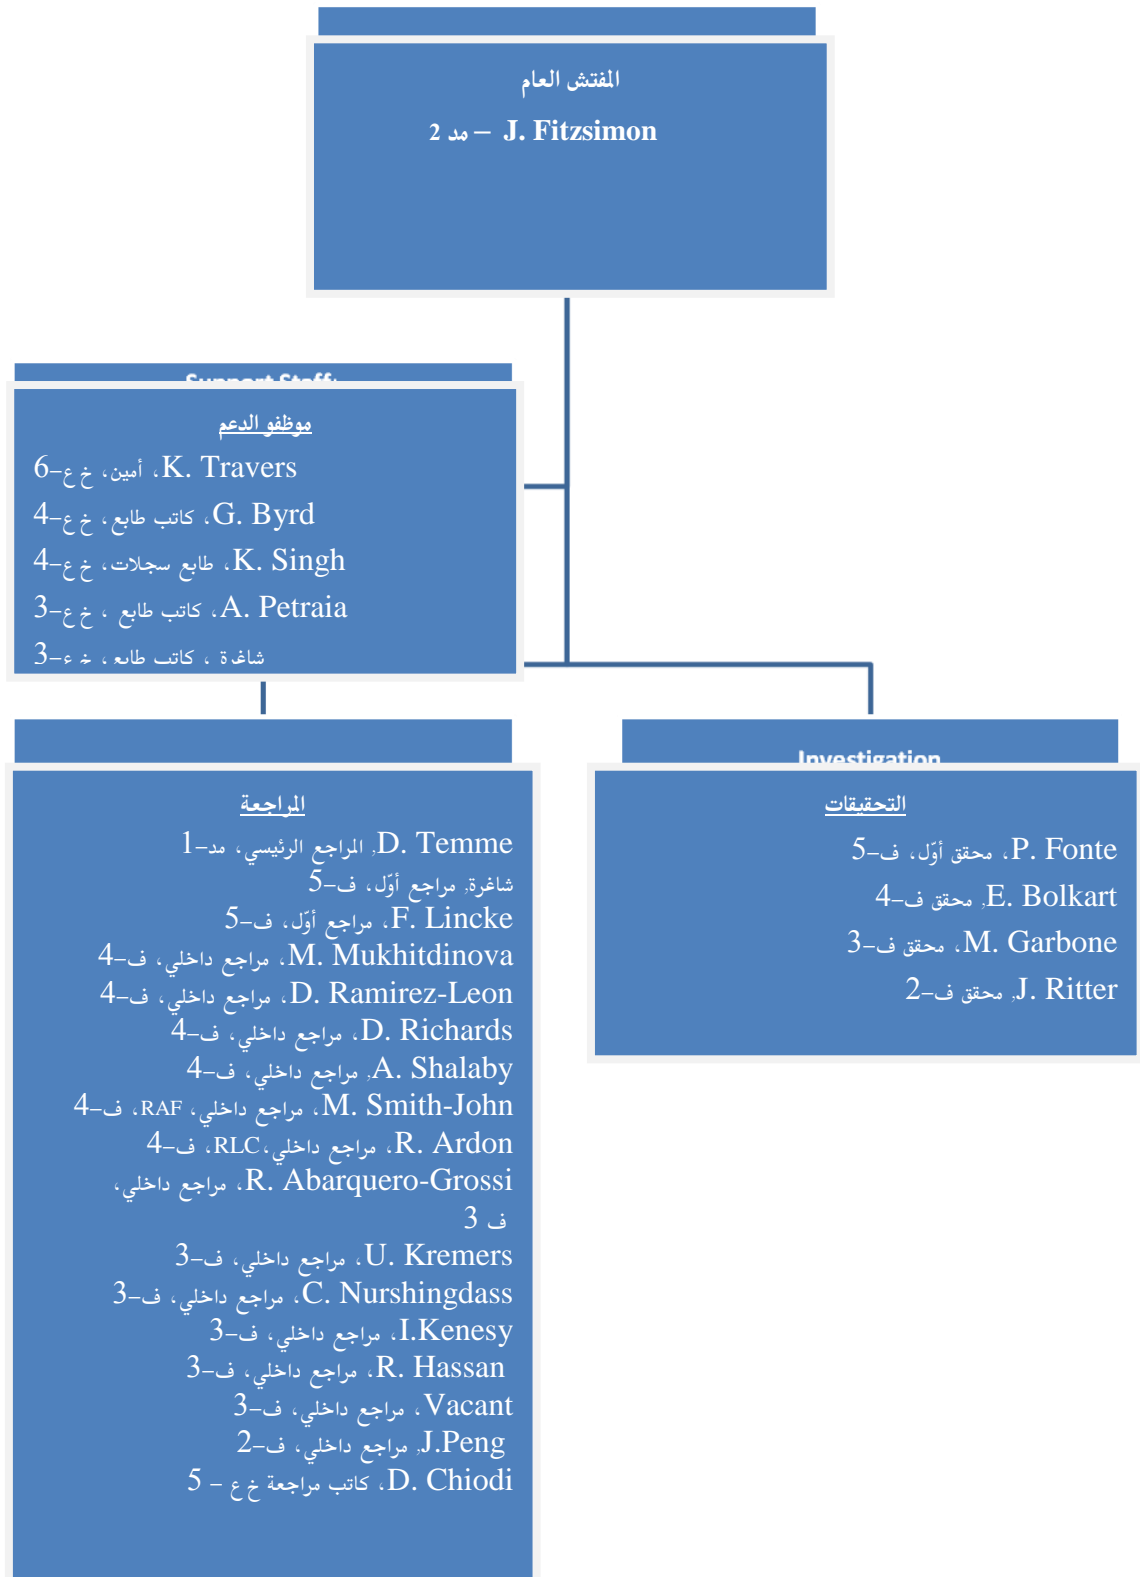 المفتش العام
J. Fitzsimon – مد 2
Support Staff:
موظفو الدعم
K. Travers، أمين، خ ع-6
G. Byrd، كاتب طابع، خ ع-4
K. Singh، طابع سجلات، خ ع-4
A. Petraia، كاتب طابع ، خ ع-3
شاغرة ، كاتب طابع، خ ع-3
المراجعة
D. Temme, المراجع الرئيسي، مد-1
شاغرة, مراجع أوّل، ف-5
F. Lincke، مراجع أوّل، ف-5
M. Mukhitdinova، مراجع داخلي، ف-4
D. Ramirez-Leon، مراجع داخلي، ف-4
D. Richards، مراجع داخلي، ف-4
A. Shalaby, مراجع داخلي، ف-4
M. Smith-John، مراجع داخلي، RAF، ف-4
R. Ardon، مراجع داخلي،RLC، ف-4
R. Abarquero-Grossi، مراجع داخلي،
ف 3
U. Kremers، مراجع داخلي، ف-3
C. Nurshingdass، مراجع داخلي، ف-3
I.Kenesy، مراجع داخلي، ف-3
R. Hassan، مراجع داخلي، ف-3
Vacant، مراجع داخلي، ف-3
J.Peng, مراجع داخلي، ف-2
D. Chiodi، كاتب مراجعة خ ع – 5
Investigation
التحقيقات
P. Fonte، محقق أوّل، ف-5
E. Bolkart, محقق ف-4
M. Garbone، محقق ف-3
J. Ritter, محقق ف-2